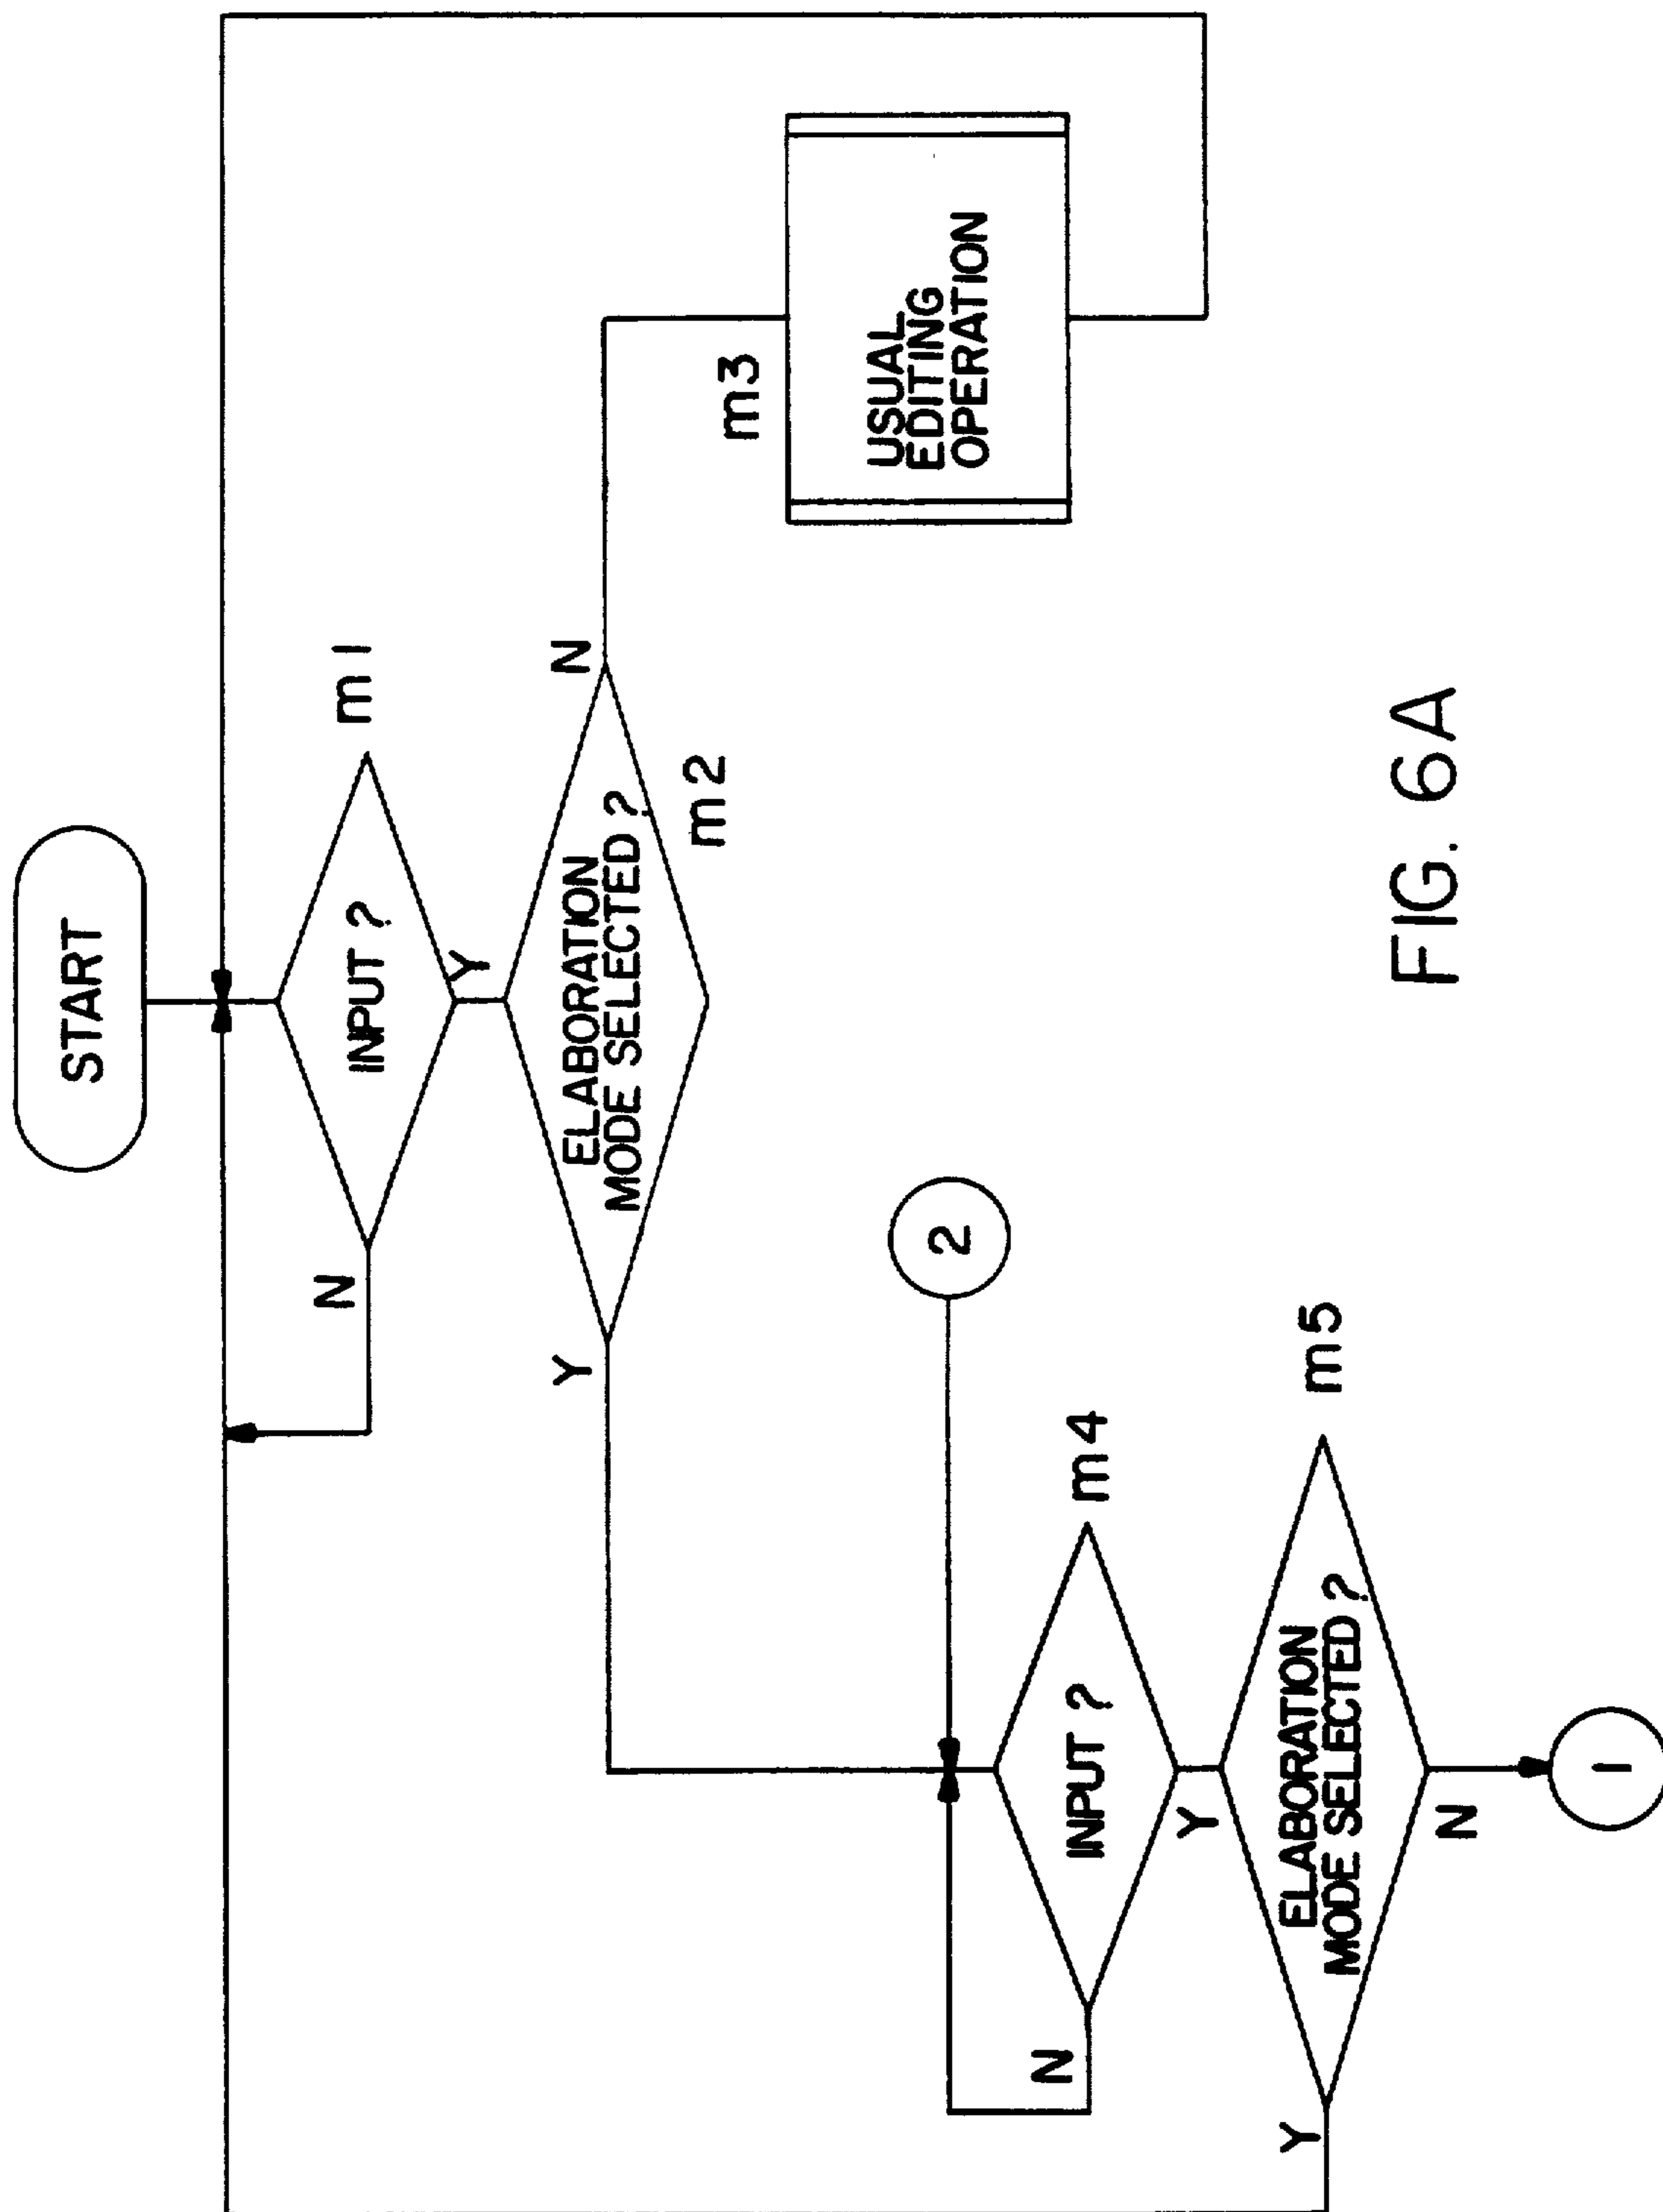 START
INPUT ?
m1
N
Y
ELABORATION
MODE SELECTED ?
m2
Y
N
m3
USUAL
EDITING
OPERATION
2
INPUT ?
m4
N
Y
ELABORATION
MODE SELECTED ?
m5
Y
N
1
FIG. 6A